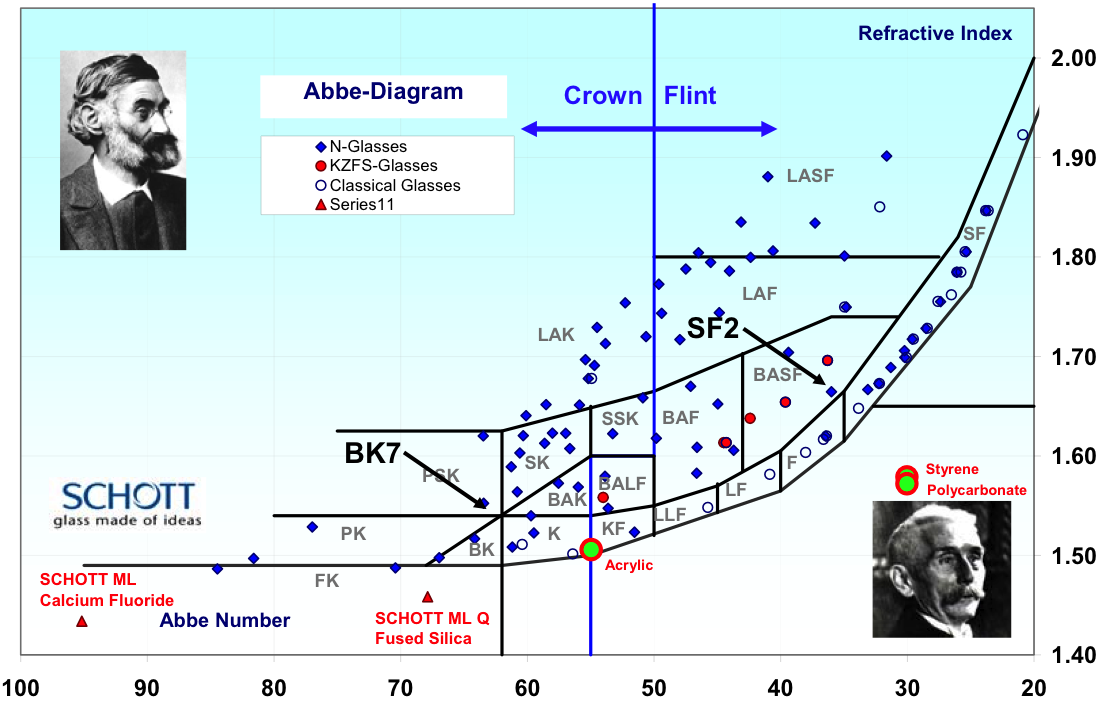 Refractive Index
2.00
Abbe-Diagram
Crown Flint
N-Glasses
KZFS-Glasses
Classical Glasses
Series11
1.90
LASF
SF
1.80
LAF
SF2
LAK
1.70
BASF
SSK
BAF
BK7
1.60
PSK
SK
F
Styrene
SCHOTT
glass made of ideas
BALF
LF
Polycarbonate
BAK
LLF
PK
K
KF
BK
1.50
Acrylic
FK
SCHOTT ML
Calcium Fluoride
Abbe Number
SCHOTT ML Q
Fused Silica
1.40
100 90 80 70 60 50 40 30 20